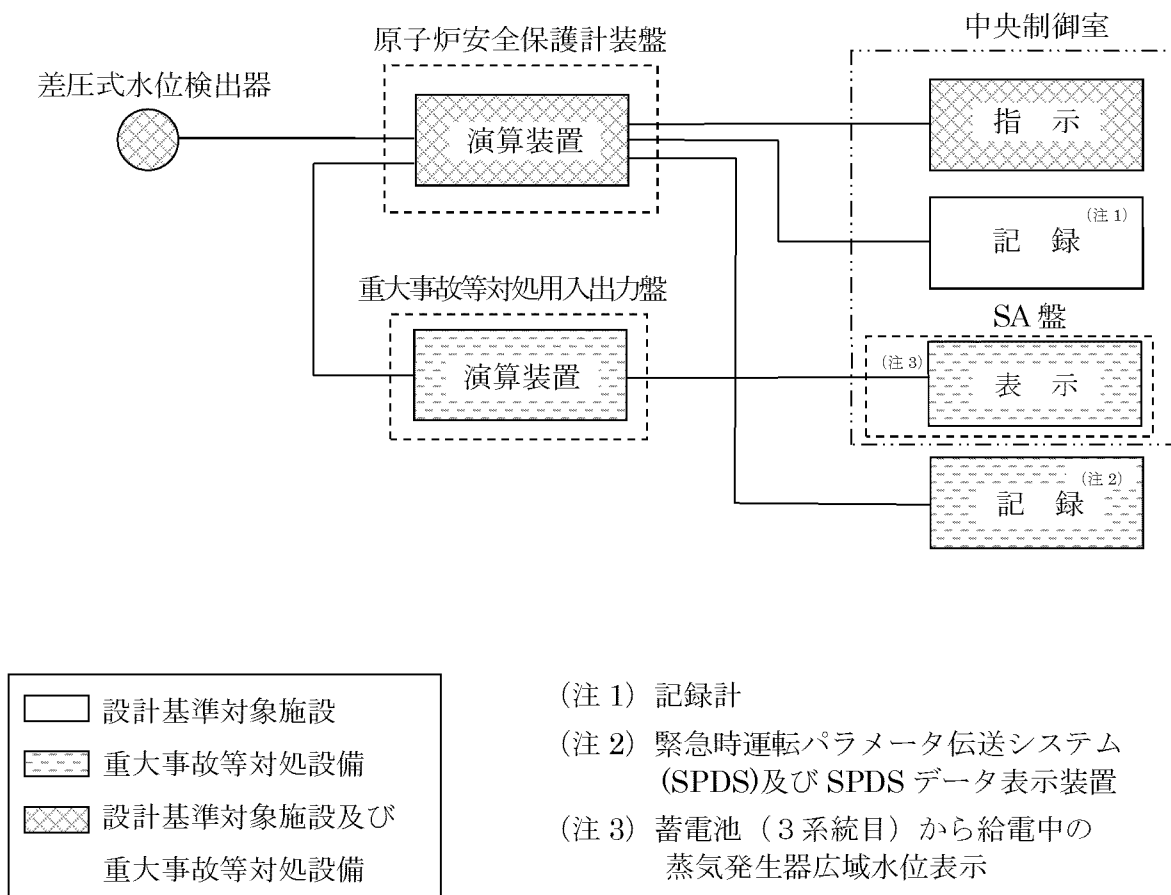 中央制御室
原子炉安全保護計装盤
差圧式水位検出器
演算装置
指 示
記 録 (注 1)
重大事故等対処用入出力盤
SA 盤
演算装置
(注 3) 表 示
記 録 (注 2)
設計基準対象施設
重大事故等対処設備
設計基準対象施設及び
重大事故等対処設備
(注 1) 記録計
(注 2) 緊急時運転パラメータ伝送システム
(SPDS)及び SPDS データ表示装置
(注 3) 蓄電池（3系統目）から給電中の
蒸気発生器広域水位表示